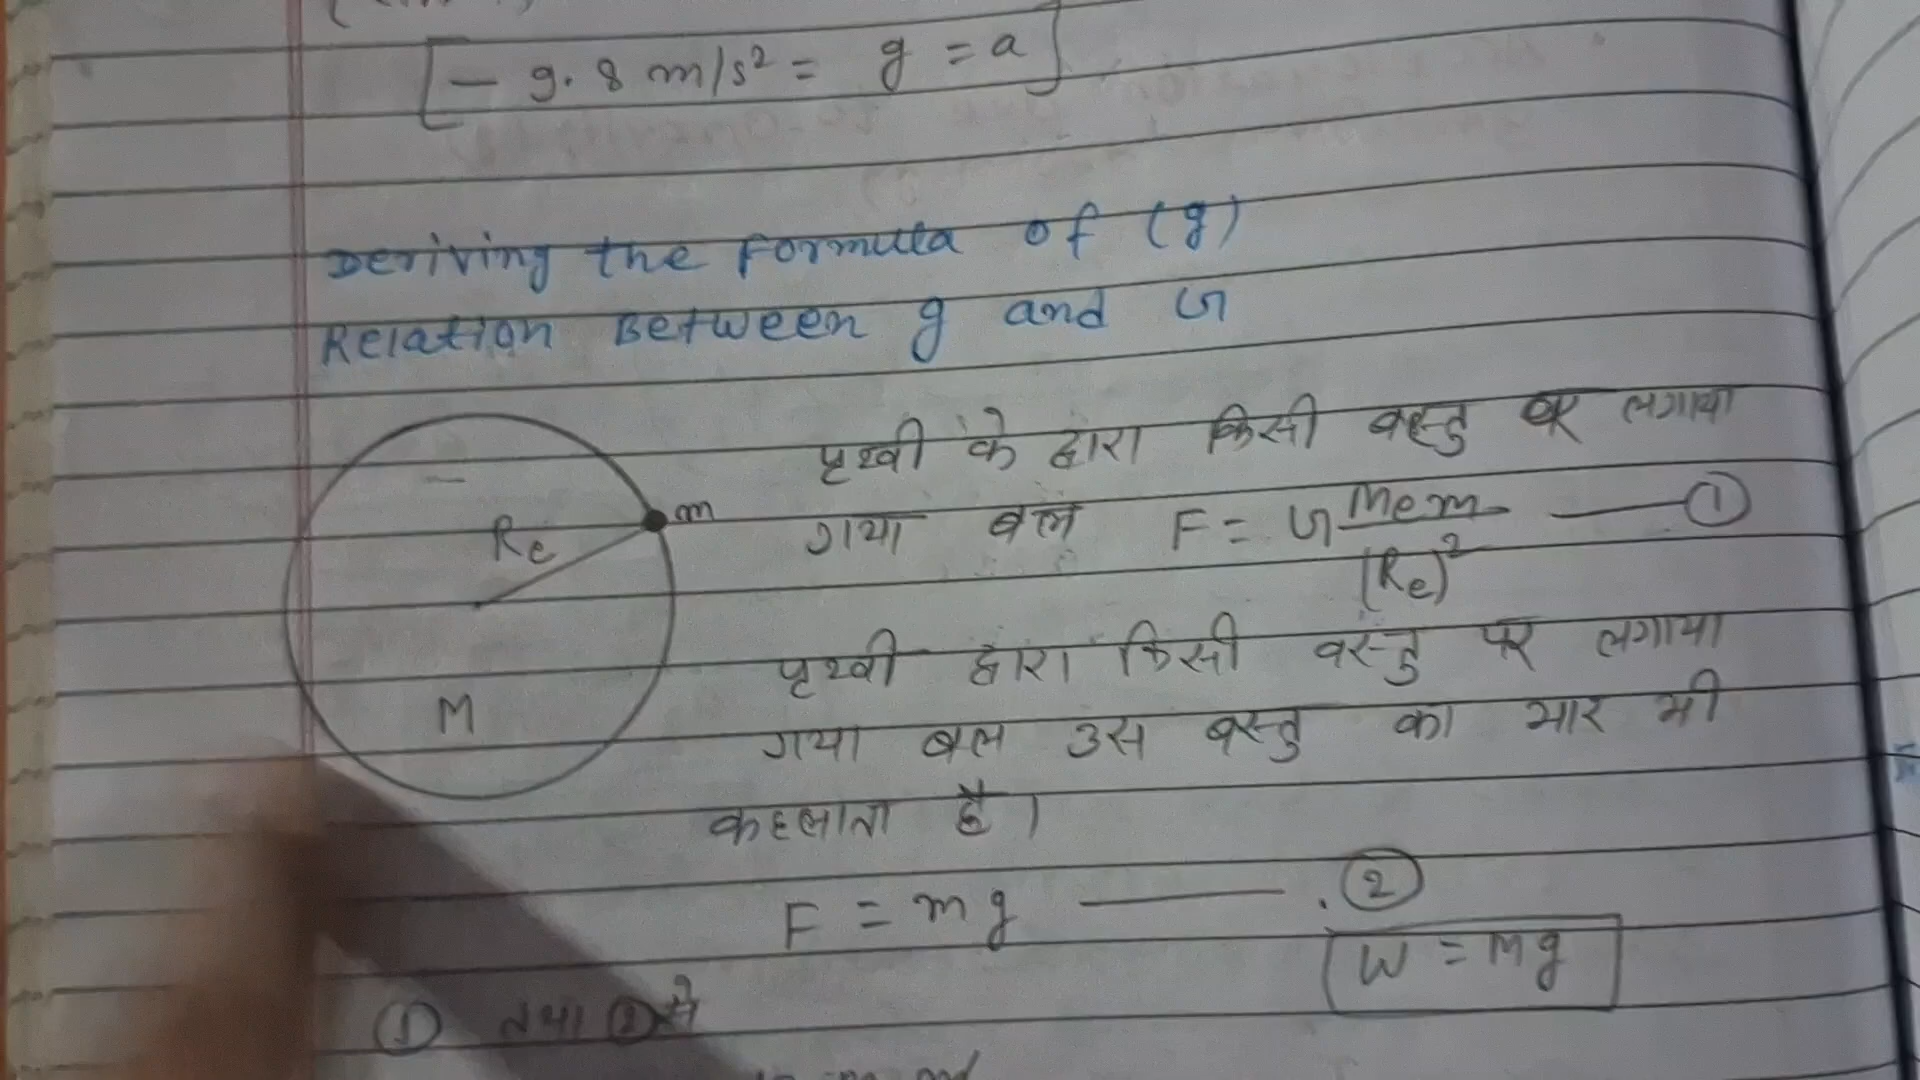 [- 9.8 m/s² = g = a]
Deriving the Formula of (g)
Relation Between g and G
पृथ्वी के द्वारा किसी वस्तु पर लगाया
गया बल F = G Mem/(Re)² —— ①
Re
m
M
पृथ्वी द्वारा किसी वस्तु पर लगाया
गया बल उस वस्तु का भार भी
कहलाता है।
F = mg —— ②
W = mg
① तथा ② से